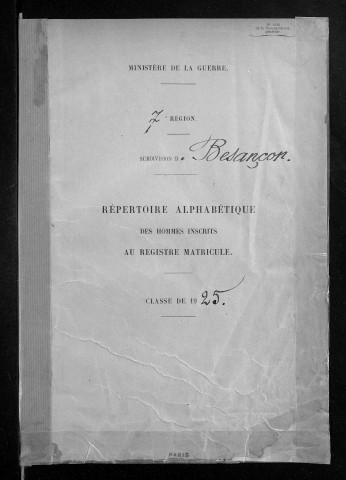 MINISTÈRE DE LA GUERRE.
7e RÉGION.
SUBDIVISION D e Besançon.
RÉPERTOIRE ALPHABÉTIQUE
DES HOMMES INSCRITS
AU REGISTRE MATRICULE.
CLASSE DE 1925.
PARIS